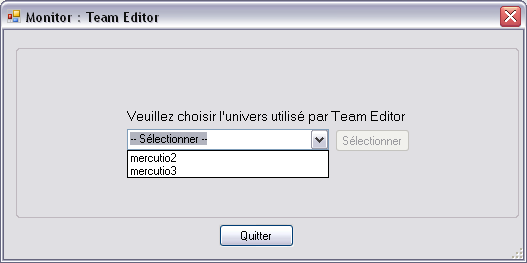 Monitor : Team Editor
Veuillez choisir l'univers utilisé par Team Editor
-- Sélectionner --
Sélectionner
mercutio2
mercutio3
Quitter